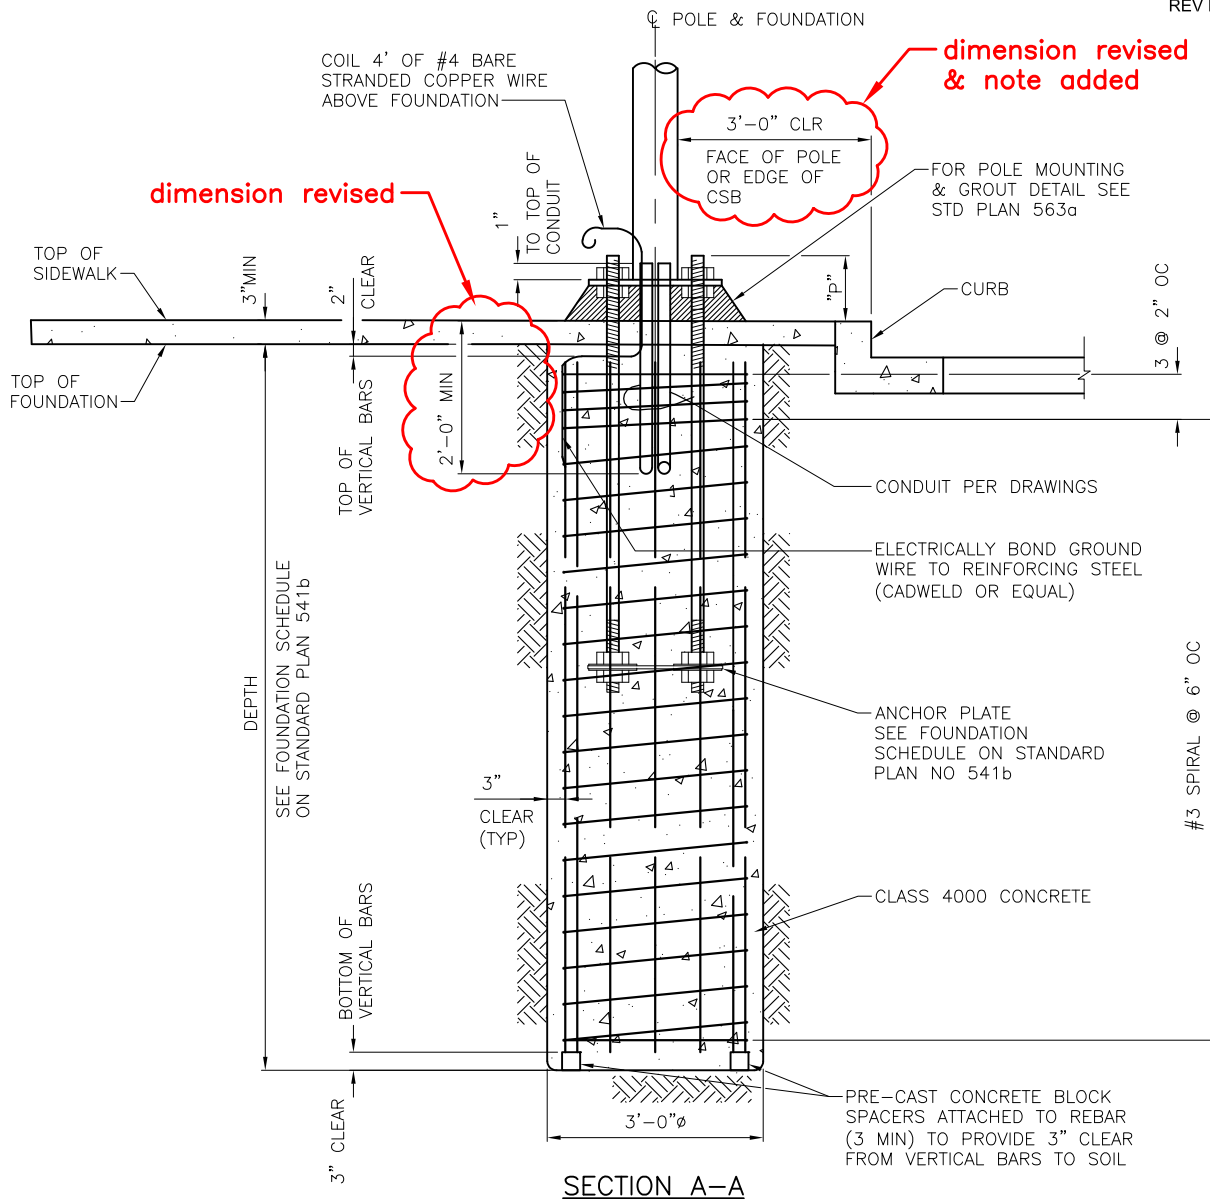 REV
℄ POLE & FOUNDATION
dimension revised
& note added
COIL 4' OF #4 BARE
STRANDED COPPER WIRE
ABOVE FOUNDATION
3'-0" CLR
FACE OF POLE
OR EDGE OF
CSB
FOR POLE MOUNTING
& GROUT DETAIL SEE
STD PLAN 563a
dimension revised
1"
TO TOP OF
CONDUIT
TOP OF
SIDEWALK
3"MIN
2"
CLEAR
"P"
CURB
3 @ 2" OC
TOP OF
FOUNDATION
2'-0" MIN
TOP OF
VERTICAL BARS
CONDUIT PER DRAWINGS
ELECTRICALLY BOND GROUND
WIRE TO REINFORCING STEEL
(CADWELD OR EQUAL)
DEPTH
SEE FOUNDATION SCHEDULE
ON STANDARD PLAN 541b
ANCHOR PLATE
SEE FOUNDATION
SCHEDULE ON STANDARD
PLAN NO 541b
#3 SPIRAL @ 6" OC
3"
CLEAR
(TYP)
CLASS 4000 CONCRETE
BOTTOM OF
VERTICAL BARS
3" CLEAR
3'-0"ø
PRE-CAST CONCRETE BLOCK
SPACERS ATTACHED TO REBAR
(3 MIN) TO PROVIDE 3" CLEAR
FROM VERTICAL BARS TO SOIL
SECTION A-A